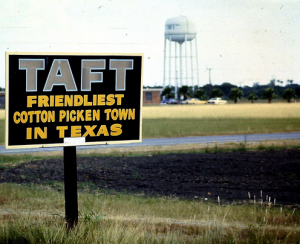 TAFT
FRIENDLIEST
COTTON PICKEN TOWN
IN TEXAS